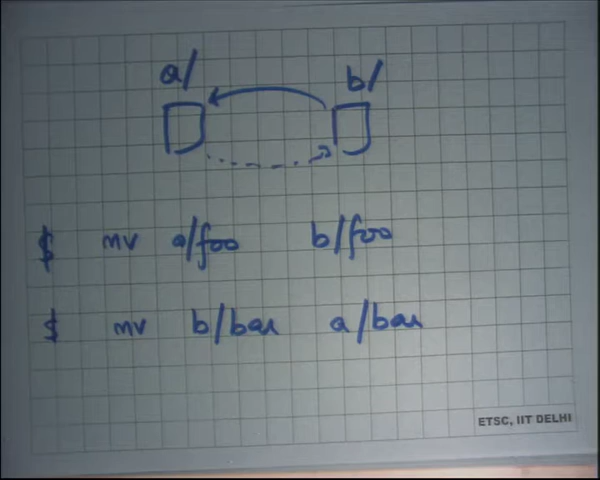 a/ b/
$ mv a/foo b/foo
$ mv b/bar a/bar
ETSC, IIT DELHI